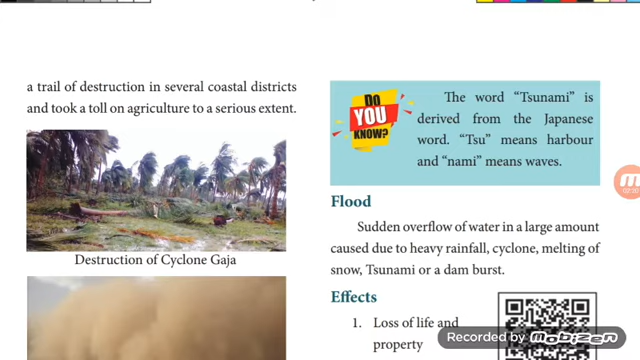 a trail of destruction in several coastal districts
and took a toll on agriculture to a serious extent.
Destruction of Cyclone Gaja
DO
YOU
KNOW?
The word “Tsunami” is
derived from the Japanese
word. “Tsu” means harbour
and “nami” means waves.
Flood
Sudden overflow of water in a large amount
caused due to heavy rainfall, cyclone, melting of
snow, Tsunami or a dam burst.
Effects
1. Loss of life and
property
Recorded by mobizen